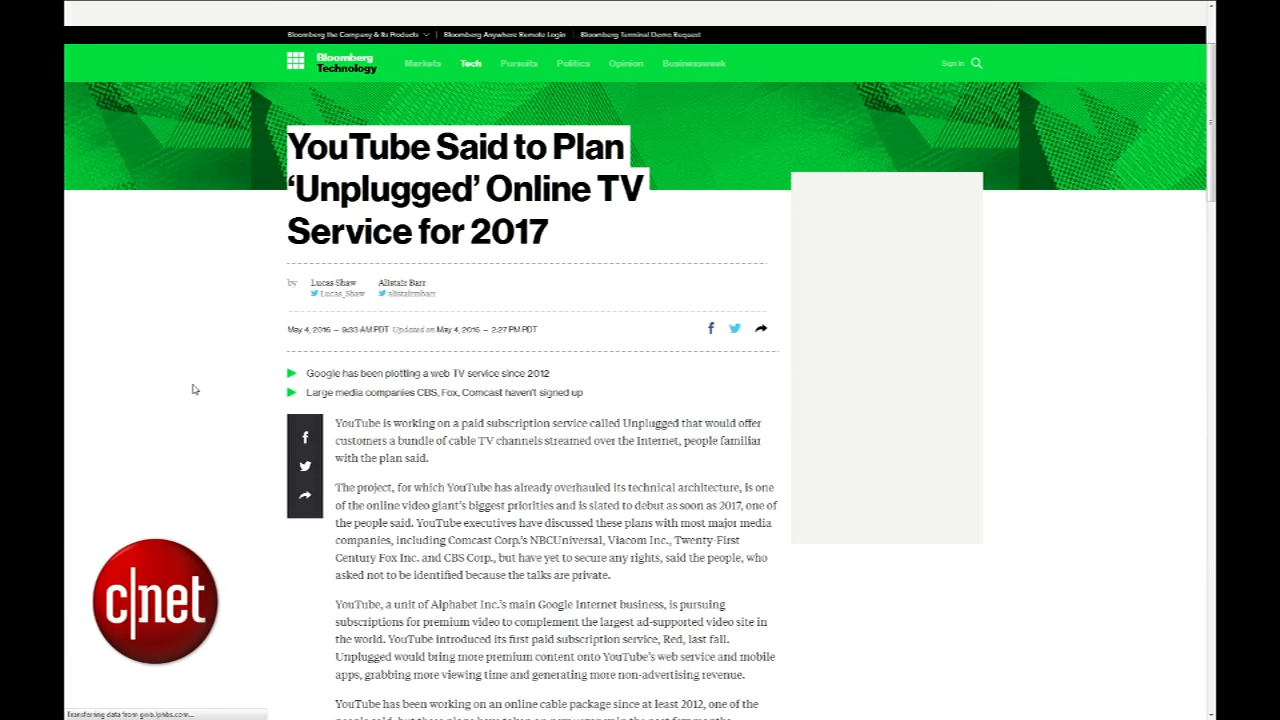 Bloomberg the Company & Its Products
Bloomberg Anywhere Remote Login
Bloomberg Terminal Demo Request
Bloomberg
Technology
Markets
Tech
Pursuits
Politics
Opinion
Businessweek
Sign In
YouTube Said to Plan
‘Unplugged’ Online TV
Service for 2017
by
Lucas Shaw
Lucas_Shaw
Alistair Barr
alistairmbarr
May 4, 2016 — 9:33 AM PDT Updated on May 4, 2016 — 2:27 PM PDT
Google has been plotting a web TV service since 2012
Large media companies CBS, Fox, Comcast haven't signed up
YouTube is working on a paid subscription service called Unplugged that would offer
customers a bundle of cable TV channels streamed over the Internet, people familiar
with the plan said.
The project, for which YouTube has already overhauled its technical architecture, is one
of the online video giant's biggest priorities and is slated to debut as soon as 2017, one of
the people said. YouTube executives have discussed these plans with most major media
companies, including Comcast Corp.'s NBCUniversal, Viacom Inc., Twenty-First
Century Fox Inc. and CBS Corp., but have yet to secure any rights, said the people, who
asked not to be identified because the talks are private.
YouTube, a unit of Alphabet Inc.'s main Google Internet business, is pursuing
subscriptions for premium video to complement the largest ad-supported video site in
the world. YouTube introduced its first paid subscription service, Red, last fall.
Unplugged would bring more premium content onto YouTube's web service and mobile
apps, grabbing more viewing time and generating more non-advertising revenue.
YouTube has been working on an online cable package since at least 2012, one of the
c|net
Transferring data from